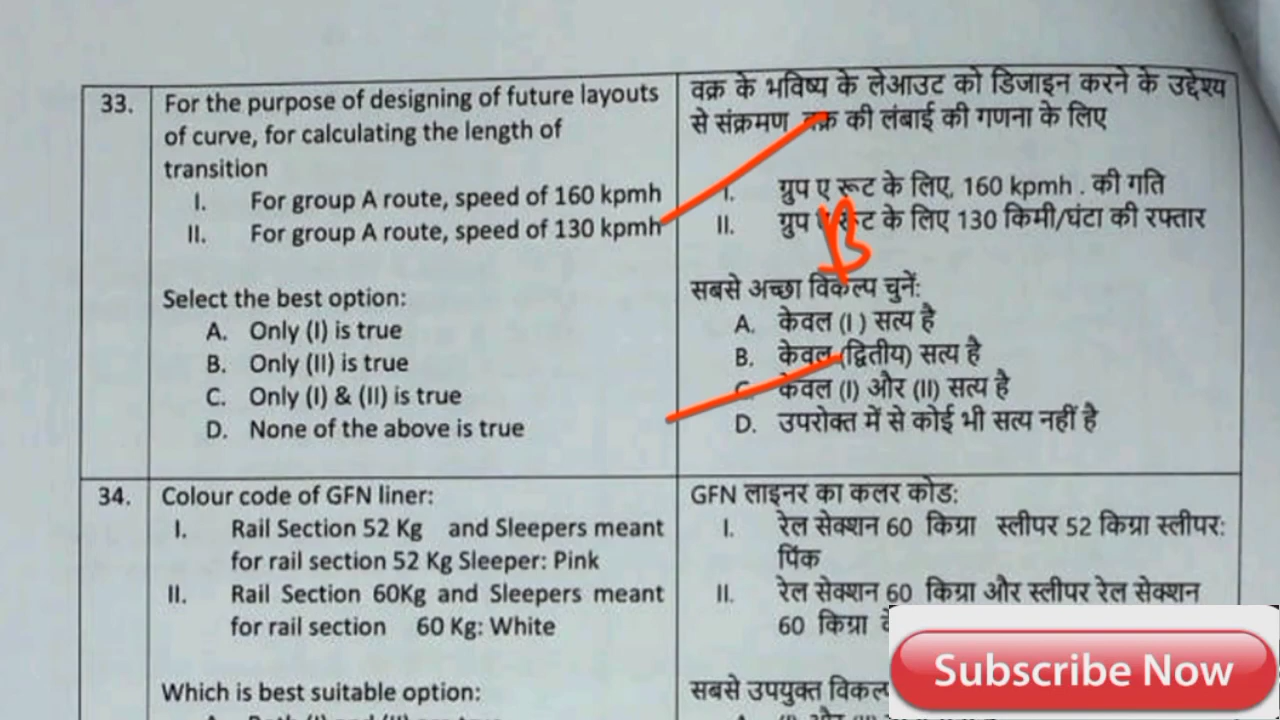 33.
For the purpose of designing of future layouts
of curve, for calculating the length of
transition
I. For group A route, speed of 160 kpmh
II. For group A route, speed of 130 kpmh
Select the best option:
A. Only (I) is true
B. Only (II) is true
C. Only (I) & (II) is true
D. None of the above is true
वक्र के भविष्य के लेआउट को डिजाइन करने के उद्देश्य
से संक्रमण वक्र की लंबाई की गणना के लिए
I. ग्रुप ए रूट के लिए, 160 kpmh . की गति
II. ग्रुप ए रूट के लिए 130 किमी/घंटा की रफ्तार
B
सबसे अच्छा विकल्प चुनें:
A. केवल (I ) सत्य है
B. केवल (द्वितीय) सत्य है
C. केवल (I) और (II) सत्य है
D. उपरोक्त में से कोई भी सत्य नहीं है
34.
Colour code of GFN liner:
I. Rail Section 52 Kg and Sleepers meant
for rail section 52 Kg Sleeper: Pink
II. Rail Section 60Kg and Sleepers meant
for rail section 60 Kg: White
Which is best suitable option:
GFN लाइनर का कलर कोड:
I. रेल सेक्शन 60 किग्रा स्लीपर 52 किग्रा स्लीपर:
पिंक
II. रेल सेक्शन 60 किग्रा और स्लीपर रेल सेक्शन
60 किग्रा
सबसे उपयुक्त विकल्प
Subscribe Now